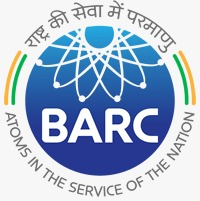 राष्ट्र की सेवा में परमाणु
BARC
ATOMS IN THE SERVICE OF THE NATION